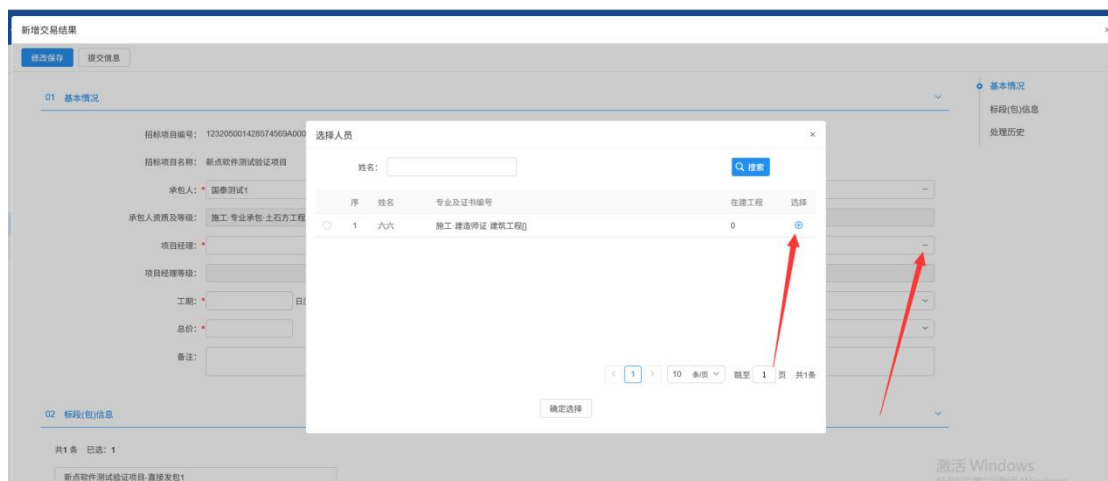 新增交易结果
修改保存 提交信息
01 基本情况
基本情况
标段(包)信息
处理历史
招标项目编号: 123205001428574569A000
招标项目名称: 新点软件测试验证项目
承包人: * 国泰测试1
承包人资质及等级: 施工·专业承包·土石方工程
项目经理: *
项目经理等级:
工期: *
总价: *
备注:
选择人员
姓名: 搜索
序 姓名 专业及证书编号 在建工程 选择
1 六六 施工·建造师证·建筑工程[] 0
1 10 条/页 跳至 1 页 共1条
确定选择
02 标段(包)信息
共1条 已选: 1
新点软件测试验证项目-直接发包1
激活 Windows